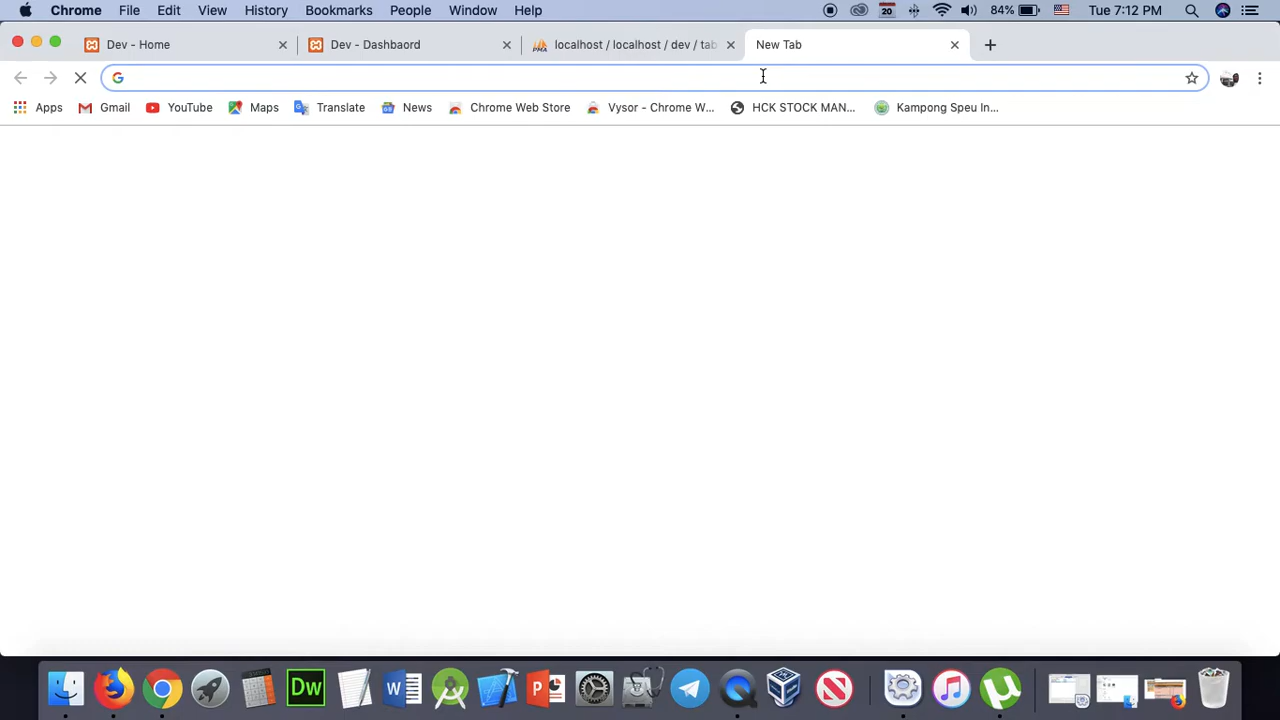 Chrome File Edit View History Bookmarks People Window Help 20 84% Tue 7:12 PM
Dev - Home Dev - Dashbaord PMA localhost / localhost / dev / tab New Tab
G
Apps Gmail YouTube Maps Translate News Chrome Web Store Vysor - Chrome W... HCK STOCK MAN... Kampong Speu In...
Dw W P